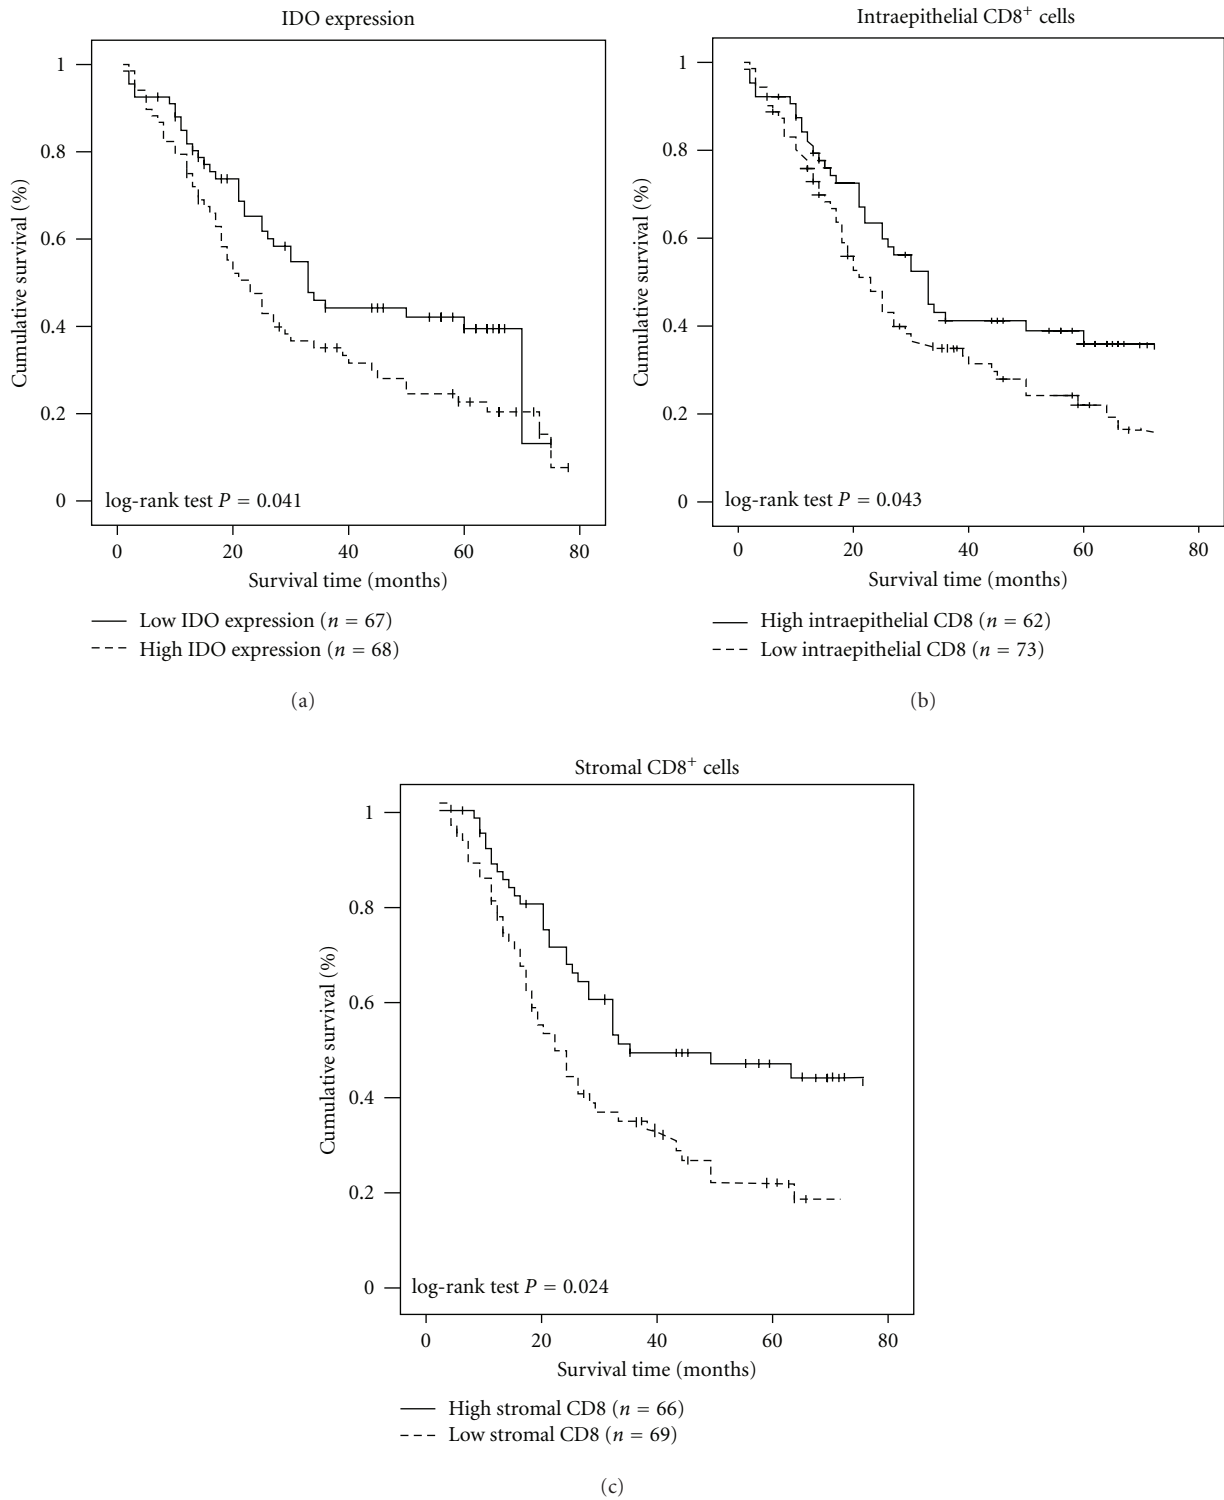 IDO expression
1
0.8
0.6
0.4
0.2
0
Cumulative survival (%)
log-rank test P = 0.041
0 20 40 60 80
Survival time (months)
Low IDO expression (n = 67)
High IDO expression (n = 68)
(a)
Intraepithelial CD8⁺ cells
1
0.8
0.6
0.4
0.2
0
Cumulative survival (%)
log-rank test P = 0.043
0 20 40 60 80
Survival time (months)
High intraepithelial CD8 (n = 62)
Low intraepithelial CD8 (n = 73)
(b)
Stromal CD8⁺ cells
1
0.8
0.6
0.4
0.2
0
Cumulative survival (%)
log-rank test P = 0.024
0 20 40 60 80
Survival time (months)
High stromal CD8 (n = 66)
Low stromal CD8 (n = 69)
(c)